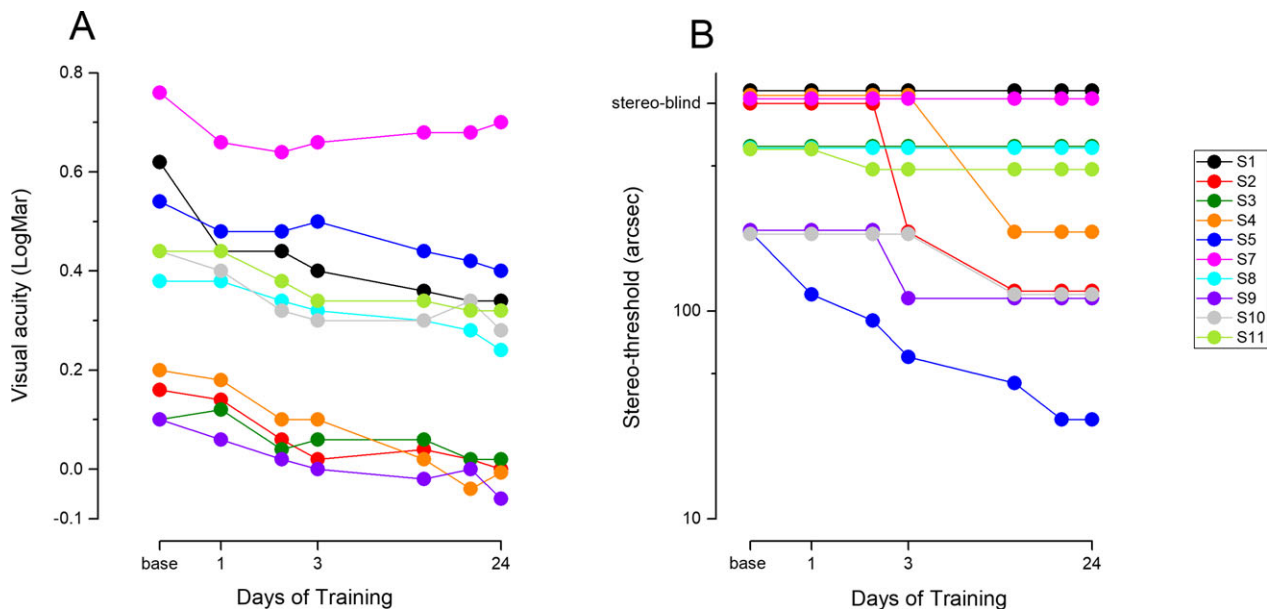 A
Visual acuity (LogMar)
0.8
0.6
0.4
0.2
0.0
-0.1
base 1 3 24
Days of Training
B
Stereo-threshold (arcsec)
stereo-blind
100
10
base 1 3 24
Days of Training
S1
S2
S3
S4
S5
S7
S8
S9
S10
S11